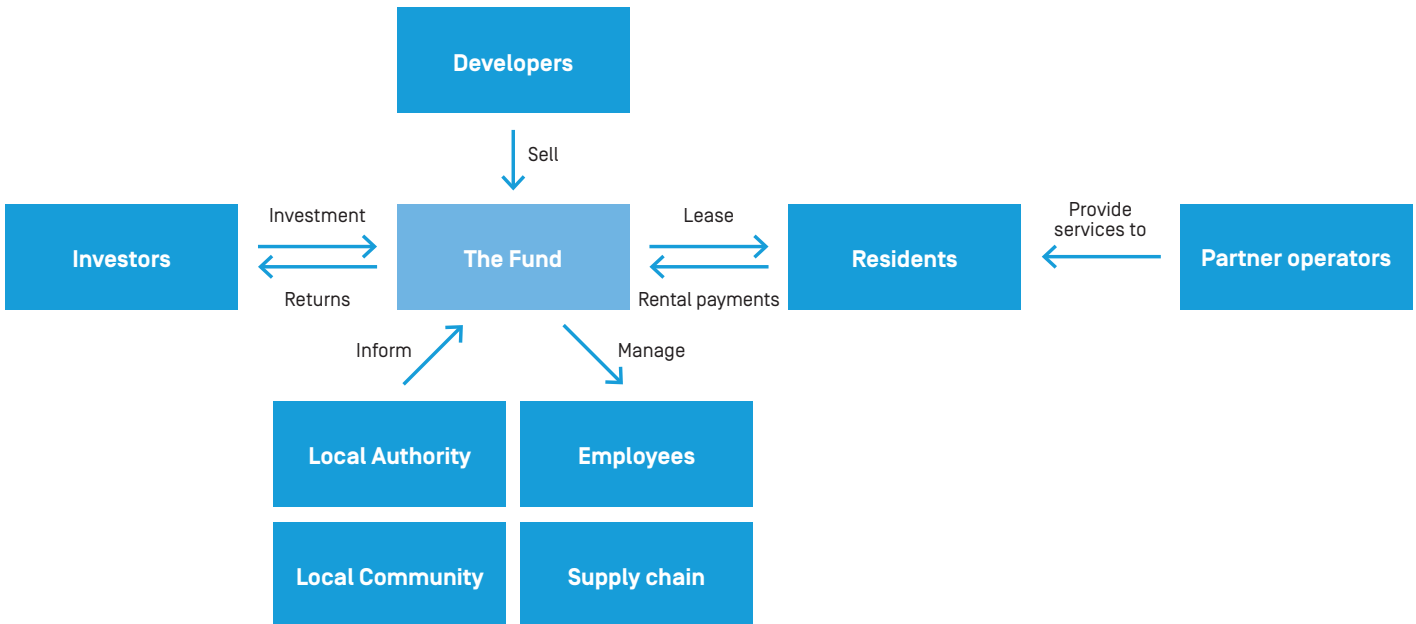 Developers
Sell
Investment
Lease
Provide
services to
Investors
The Fund
Residents
Partner operators
Returns
Rental payments
Inform
Manage
Local Authority
Employees
Local Community
Supply chain